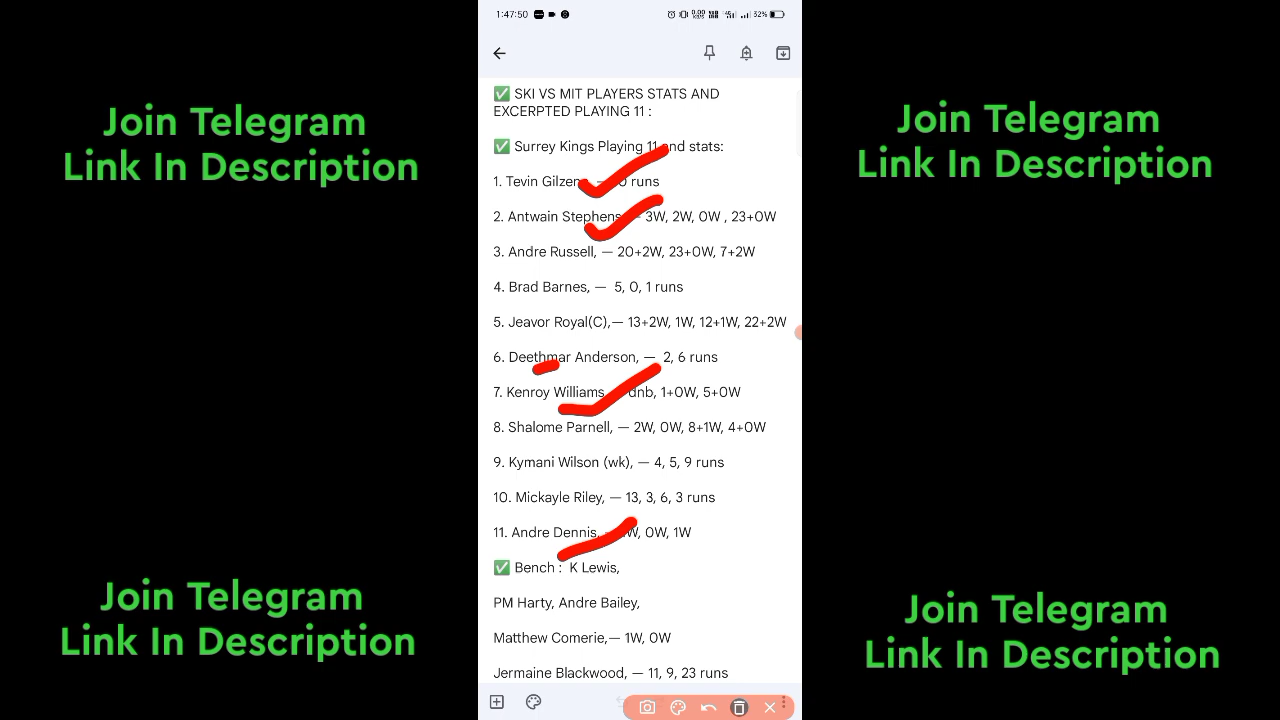 Join Telegram
Link In Description
1:47:50
32%
✅ SKI VS MIT PLAYERS STATS AND
EXCERPTED PLAYING 11 :
✅ Surrey Kings Playing 11 and stats:
1. Tevin Gilzene, — runs
2. Antwain Stephens, — 3W, 2W, 0W , 23+0W
3. Andre Russell, — 20+2W, 23+0W, 7+2W
4. Brad Barnes, — 5, 0, 1 runs
5. Jeavor Royal(C),— 13+2W, 1W, 12+1W, 22+2W
6. Deethmar Anderson, — 2, 6 runs
7. Kenroy Williams dnb, 1+0W, 5+0W
8. Shalome Parnell, — 2W, 0W, 8+1W, 4+0W
9. Kymani Wilson (wk), — 4, 5, 9 runs
10. Mickayle Riley, — 13, 3, 6, 3 runs
11. Andre Dennis, 0W, 1W
✅ Bench : K Lewis,
PM Harty, Andre Bailey,
Matthew Comerie,— 1W, 0W
Jermaine Blackwood, — 11, 9, 23 runs
Join Telegram
Link In Description
Join Telegram
Link In Description
Join Telegram
Link In Description